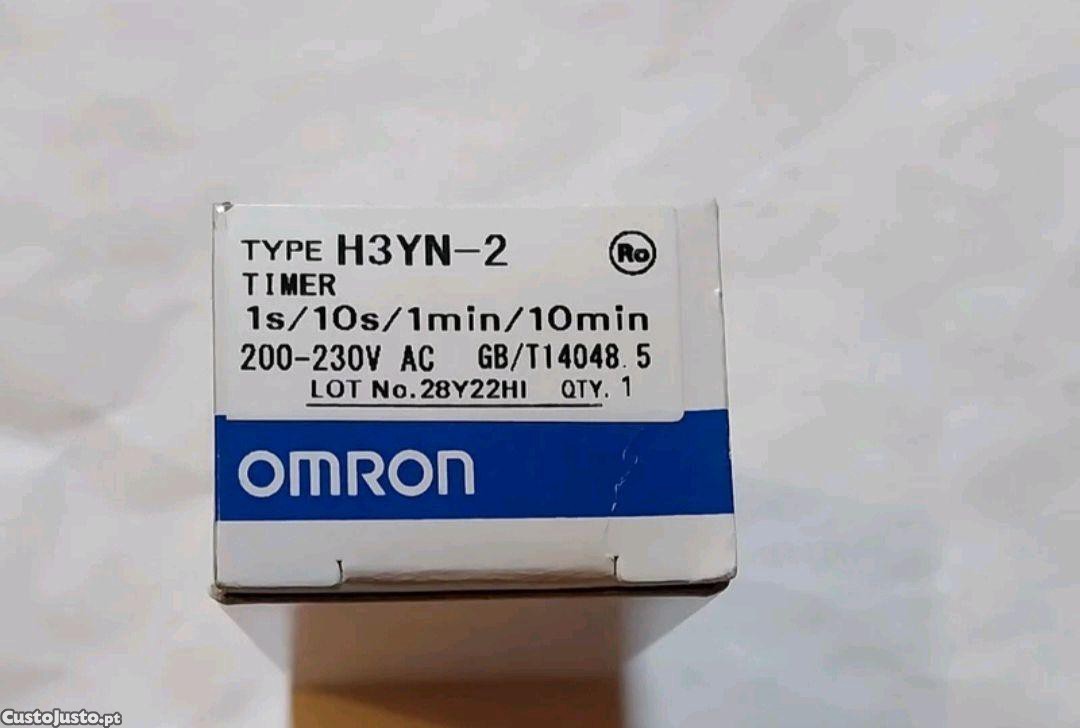 TYPE H3YN-2
Ro
TIMER
1s/10s/1min/10min
200-230V AC GB/T14048.5
LOT No.28Y22HI QTY. 1
OMRON
CustoJusto.pt